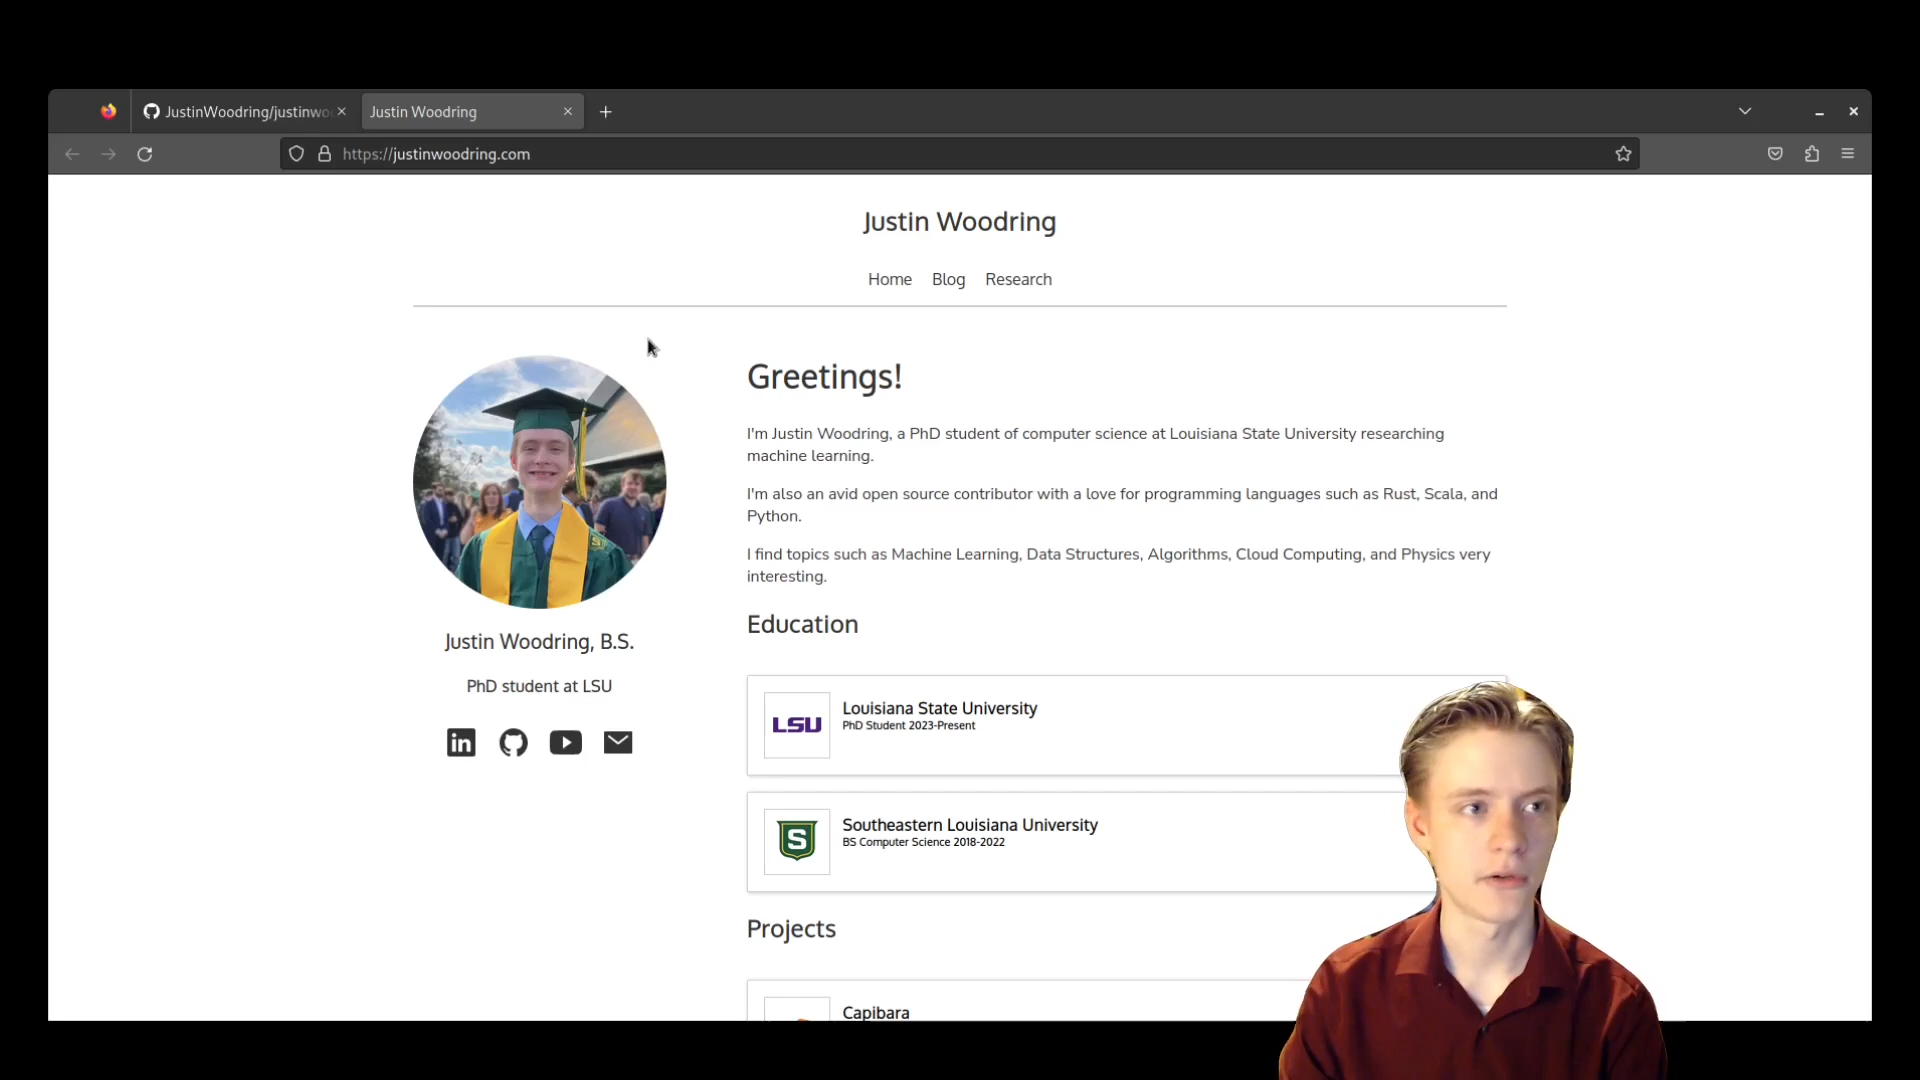 JustinWoodring/justinwo
Justin Woodring
https://justinwoodring.com
Justin Woodring
Home Blog Research
Greetings!
I'm Justin Woodring, a PhD student of computer science at Louisiana State University researching
machine learning.
I'm also an avid open source contributor with a love for programming languages such as Rust, Scala, and
Python.
I find topics such as Machine Learning, Data Structures, Algorithms, Cloud Computing, and Physics very
interesting.
Justin Woodring, B.S.
PhD student at LSU
in
Education
LSU
Louisiana State University
PhD Student 2023-Present
S
Southeastern Louisiana University
BS Computer Science 2018-2022
Projects
Capibara